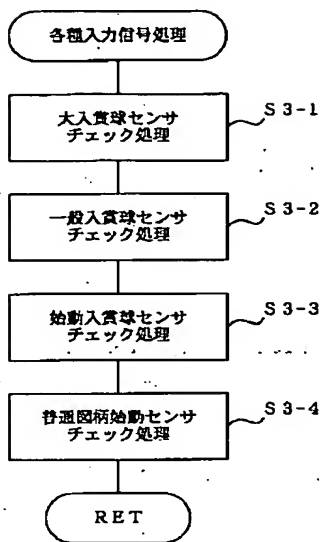 各種入力信号処理
大入賞球センサ
チェック処理
S3-1
一般入賞球センサ
チェック処理
S3-2
始動入賞球センサ
チェック処理
S3-3
普通図柄始動センサ
チェック処理
S3-4
RET